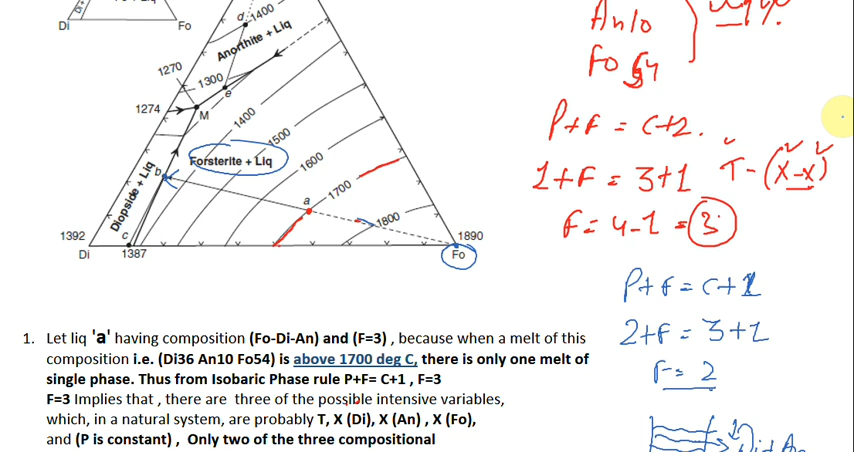 Di
Fo
d
1400
Anorthite + Liq
1270
1300
e
1274
M
1400
1500
Forsterite + Liq
1600
b
a
1700
Diopside + Liq
1800
1392
C
1890
Di
1387
Fo
An10
Fo 54
P+F = C+2.
1+F = 3+1
T-(X-X)
F = 4-1 = 3
P+F = C+1
2+F = 3+1
F = 2
1. Let liq 'a' having composition (Fo-Di-An) and (F=3) , because when a melt of this
composition i.e. (Di36 An10 Fo54) is above 1700 deg C, there is only one melt of
single phase. Thus from Isobaric Phase rule P+F= C+1 , F=3
F=3 Implies that , there are three of the possible intensive variables,
which, in a natural system, are probably T, X (Di), X (An) , X (Fo),
and (P is constant) , Only two of the three compositional